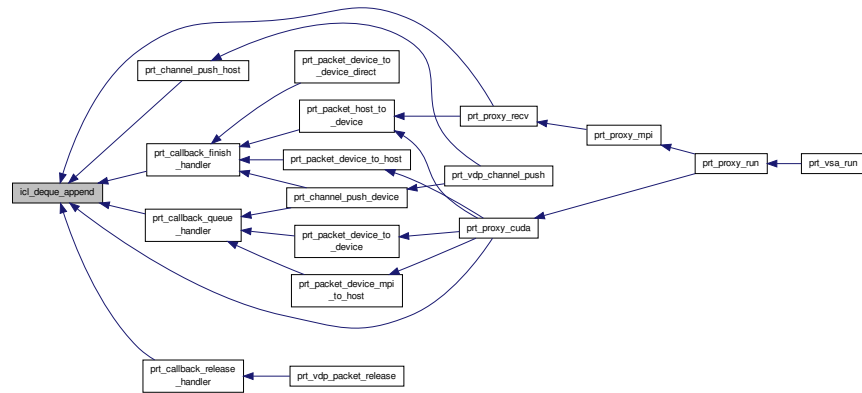 icl_deque_append
prt_channel_push_host
prt_callback_finish
_handler
prt_callback_queue
_handler
prt_callback_release
_handler
prt_packet_device_to
_device_direct
prt_packet_host_to
_device
prt_packet_device_to_host
prt_channel_push_device
prt_packet_device_to
_device
prt_packet_device_mpi
_to_host
prt_vdp_packet_release
prt_proxy_recv
prt_vdp_channel_push
prt_proxy_cuda
prt_proxy_mpi
prt_proxy_run
prt_vsa_run